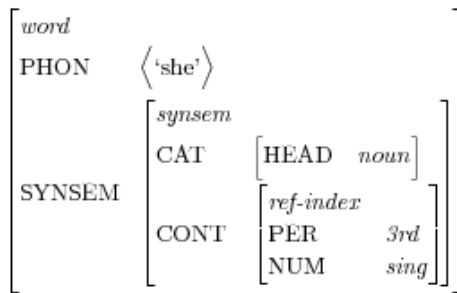 word
PHON ⟨‘she’⟩
synsem
CAT [HEAD noun]
SYNSEM
ref-index
CONT PER 3rd
NUM sing